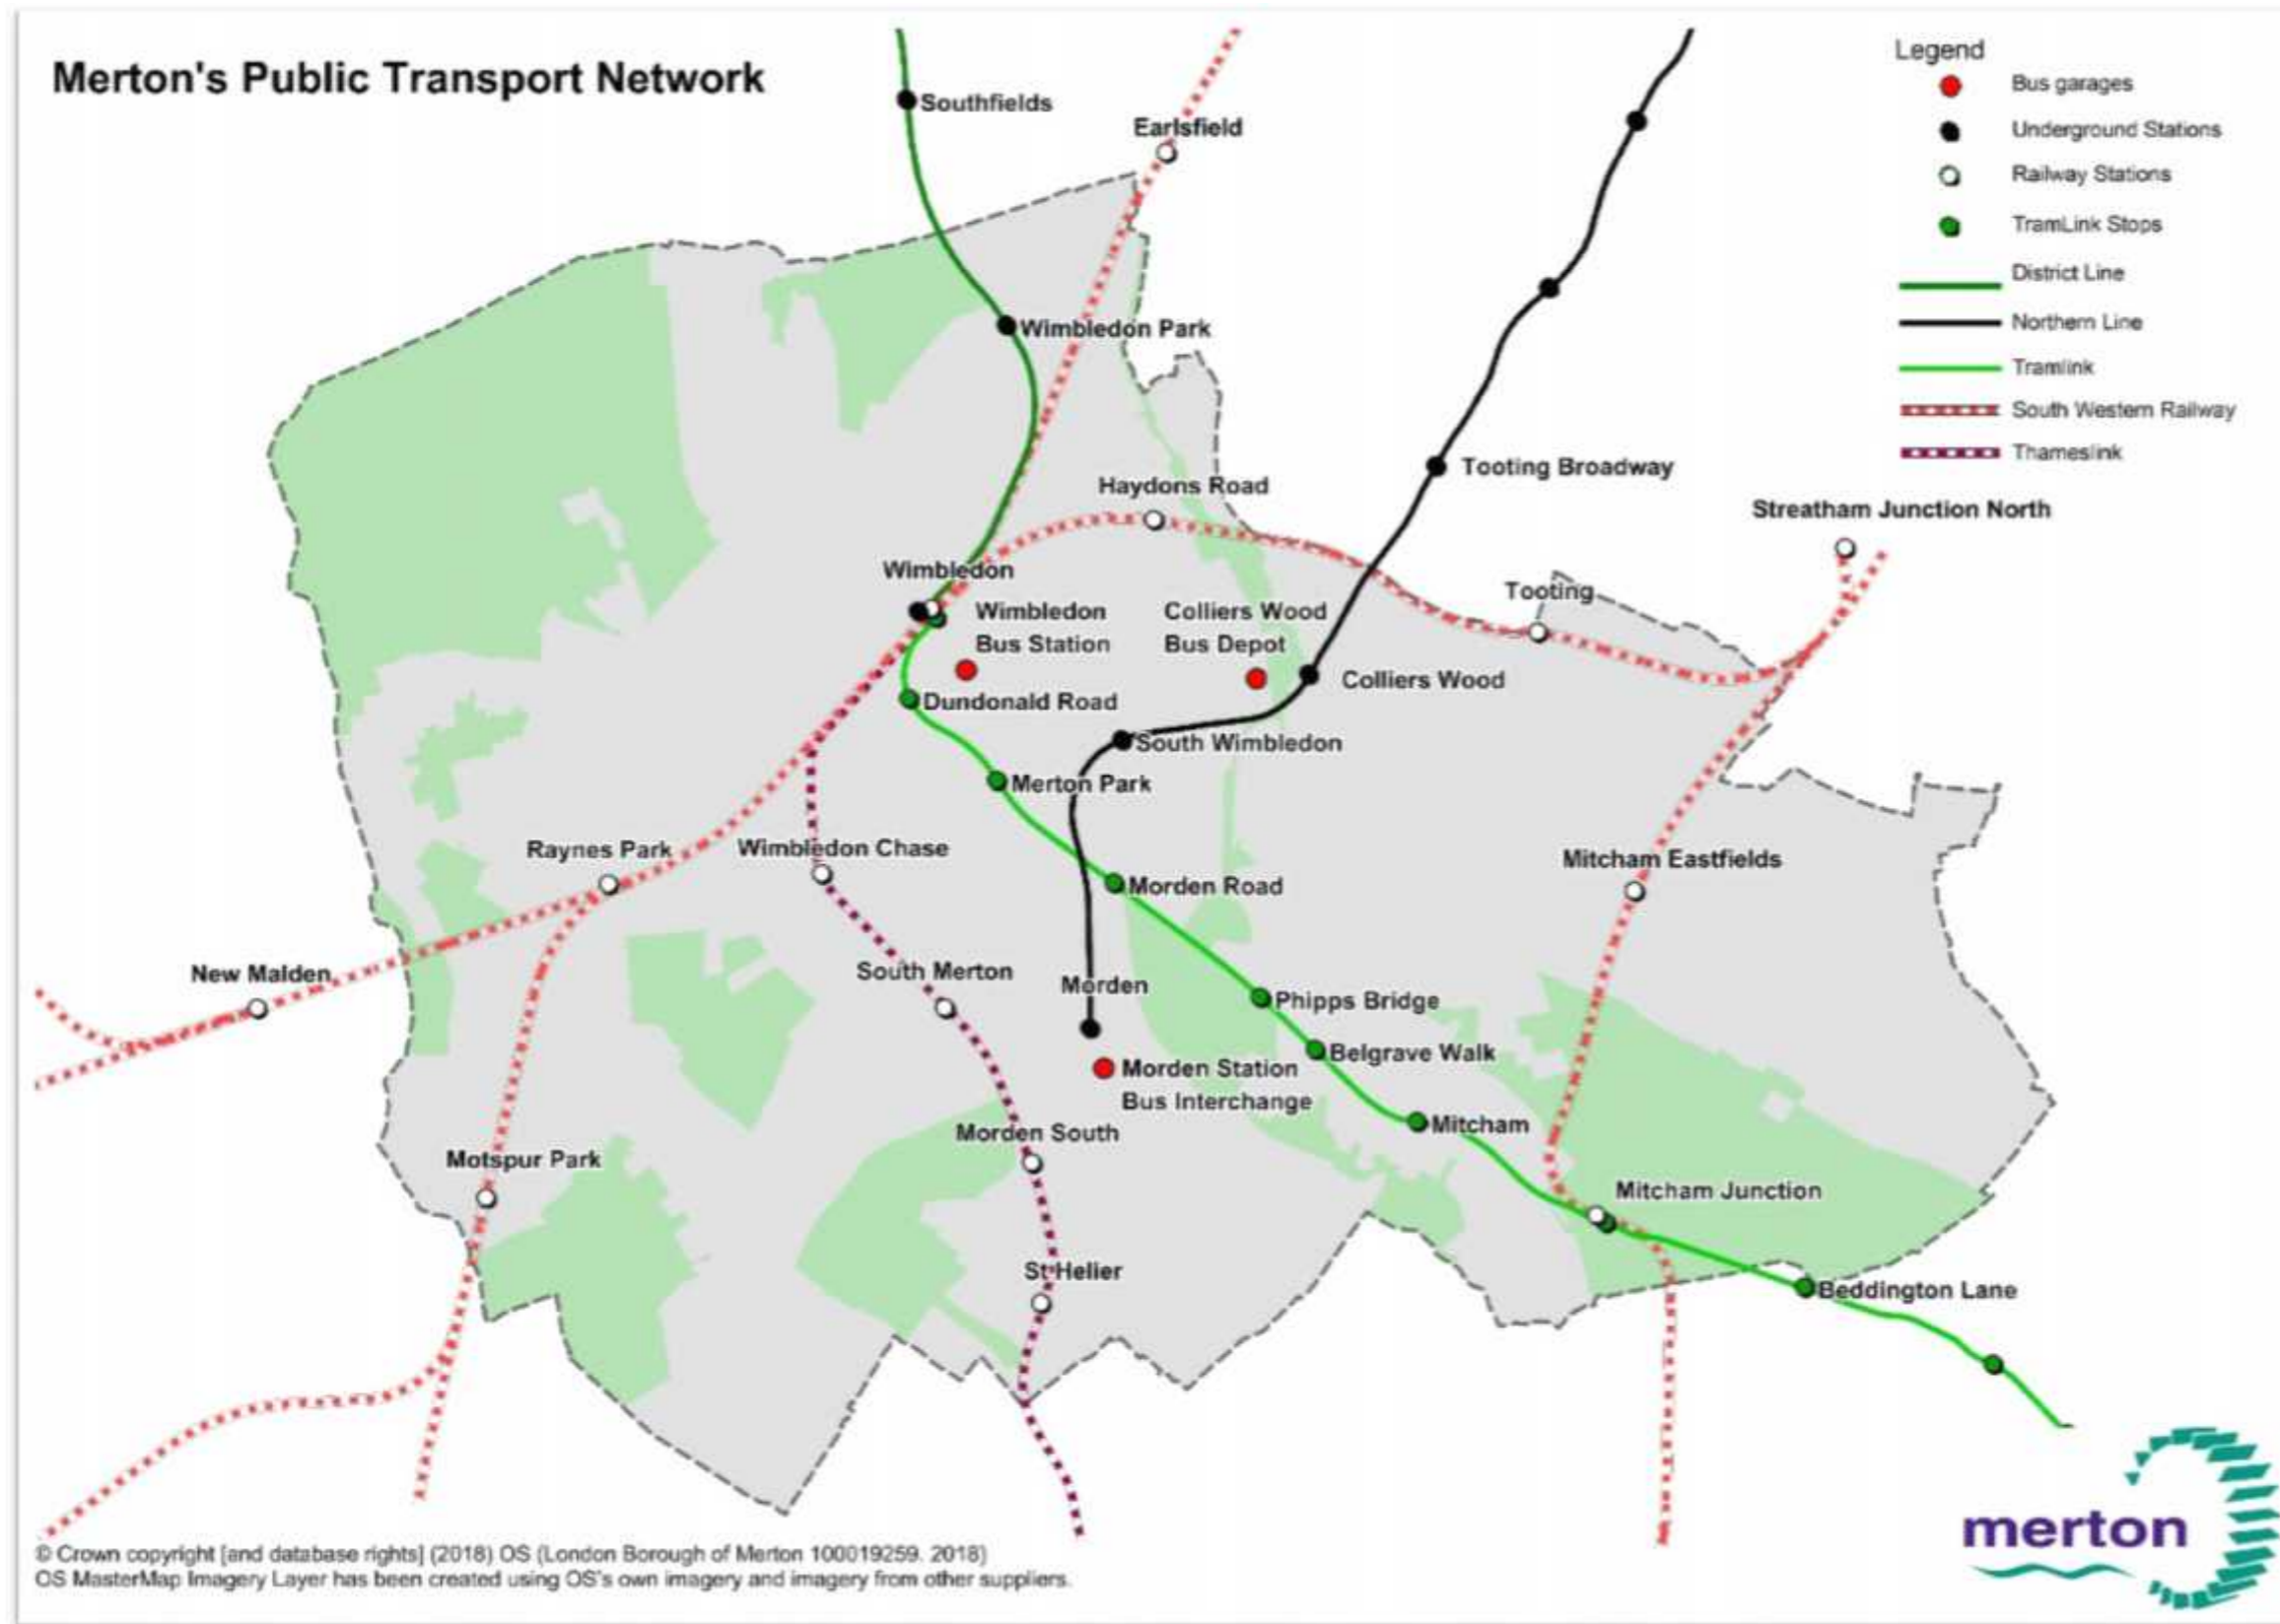 Merton's Public Transport Network
Legend
Bus garages
Underground Stations
Railway Stations
TramLink Stops
District Line
Northern Line
Tramlink
South Western Railway
Thameslink
Southfields
Earlsfield
Wimbledon Park
Tooting Broadway
Haydons Road
Streatham Junction North
Wimbledon
Tooting
Wimbledon
Bus Station
Colliers Wood
Bus Depot
Colliers Wood
Dundonald Road
South Wimbledon
Merton Park
Raynes Park
Wimbledon Chase
Mitcham Eastfields
Morden Road
New Malden
South Merton
Morden
Phipps Bridge
Belgrave Walk
Morden Station
Bus Interchange
Mitcham
Morden South
Motspur Park
Mitcham Junction
St Helier
Beddington Lane
merton
© Crown copyright [and database rights] (2018) OS (London Borough of Merton 100019259. 2018)
OS MasterMap Imagery Layer has been created using OS's own imagery and imagery from other suppliers.